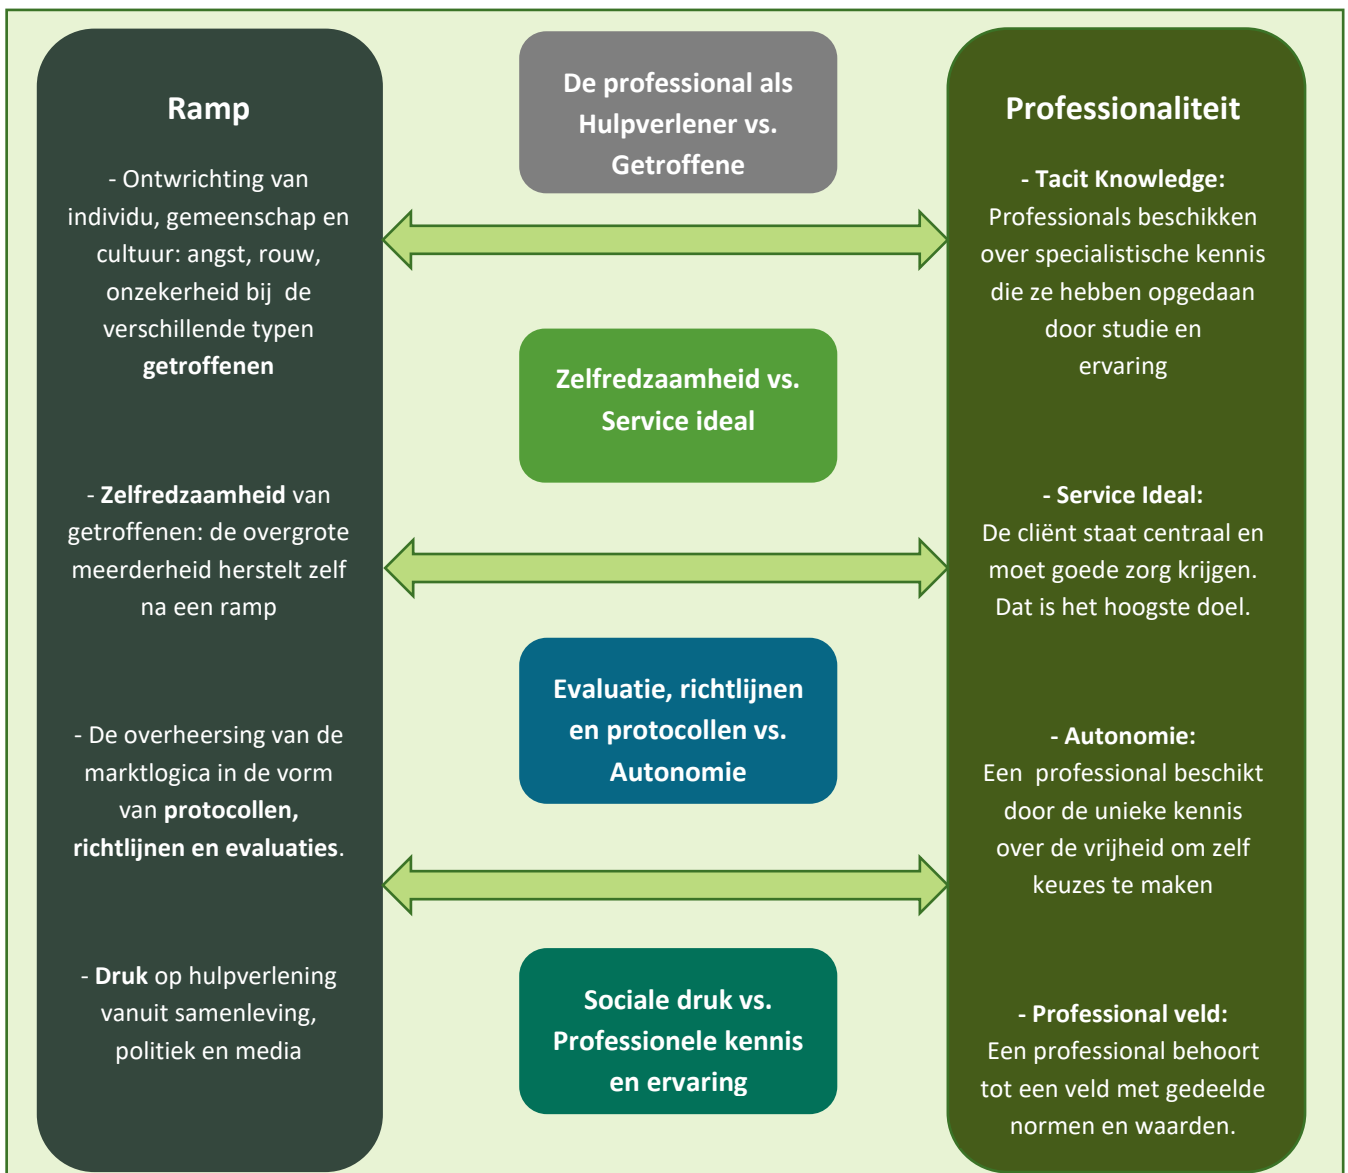 Ramp
- Ontwrichting van
individu, gemeenschap en
cultuur: angst, rouw,
onzekerheid bij  de
verschillende typen
getroffenen
- Zelfredzaamheid van
getroffenen: de overgrote
meerderheid herstelt zelf
na een ramp
- De overheersing van de
marktlogica in de vorm
van protocollen,
richtlijnen en evaluaties.
- Druk op hulpverlening
vanuit samenleving,
politiek en media
De professional als
Hulpverlener vs.
Getroffene
Zelfredzaamheid vs.
Service ideal
Evaluatie, richtlijnen
en protocollen vs.
Autonomie
Sociale druk vs.
Professionele kennis
en ervaring
Professionaliteit
- Tacit Knowledge:
Professionals beschikken
over specialistische kennis
die ze hebben opgedaan
door studie en
ervaring
- Service Ideal:
De cliënt staat centraal en
moet goede zorg krijgen.
Dat is het hoogste doel.
- Autonomie:
Een  professional beschikt
door de unieke kennis
over de vrijheid om zelf
keuzes te maken
- Professional veld:
Een professional behoort
tot een veld met gedeelde
normen en waarden.